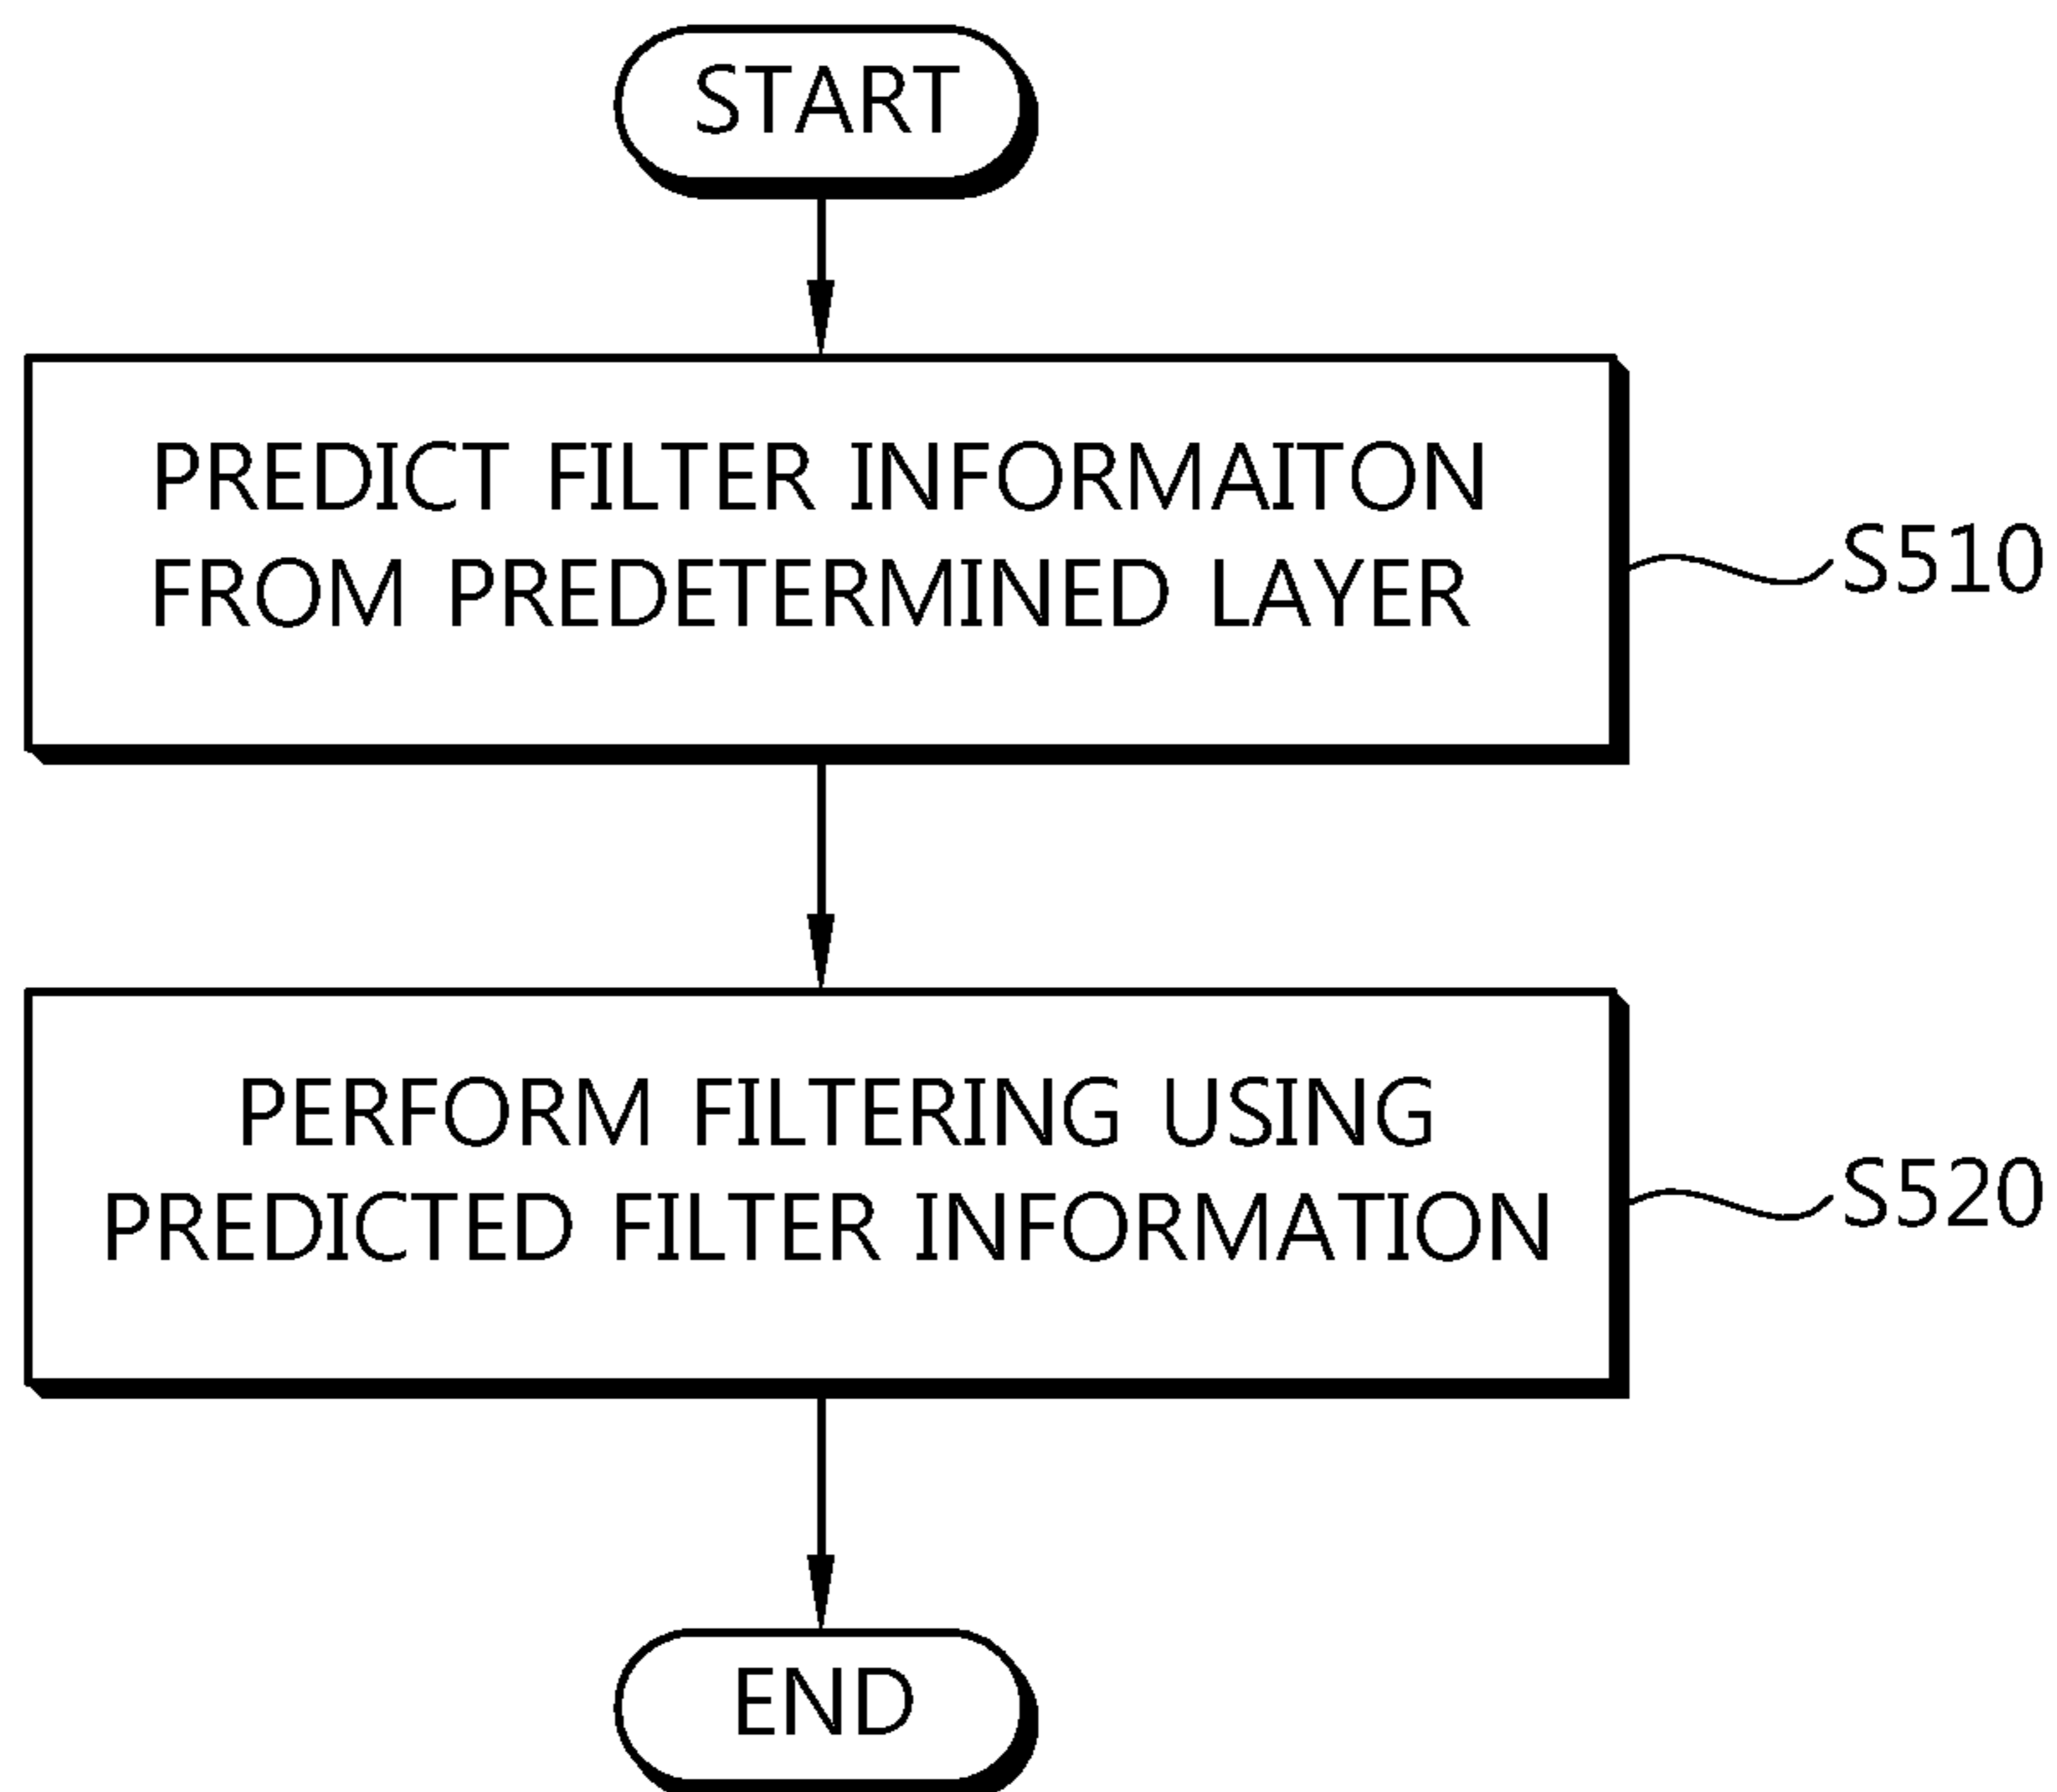 START
PREDICT FILTER INFORMAITON
FROM PREDETERMINED LAYER
S510
PERFORM FILTERING USING
PREDICTED FILTER INFORMATION
S520
END